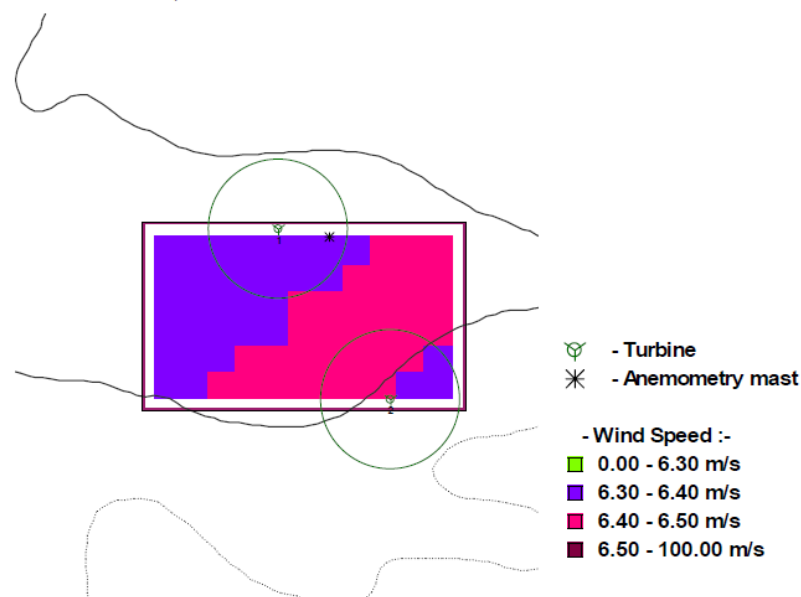 1
2
- Turbine
- Anemometry mast
- Wind Speed :-
0.00 - 6.30 m/s
6.30 - 6.40 m/s
6.40 - 6.50 m/s
6.50 - 100.00 m/s